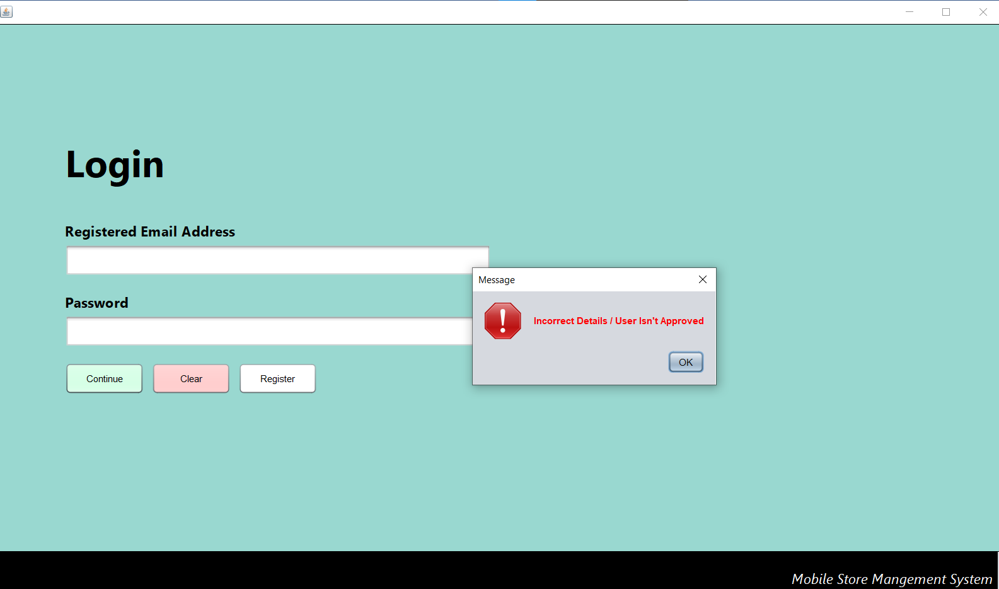 Login
Registered Email Address
Message
Password
Incorrect Details / User Isn't Approved
OK
Continue Clear Register
Mobile Store Mangement System